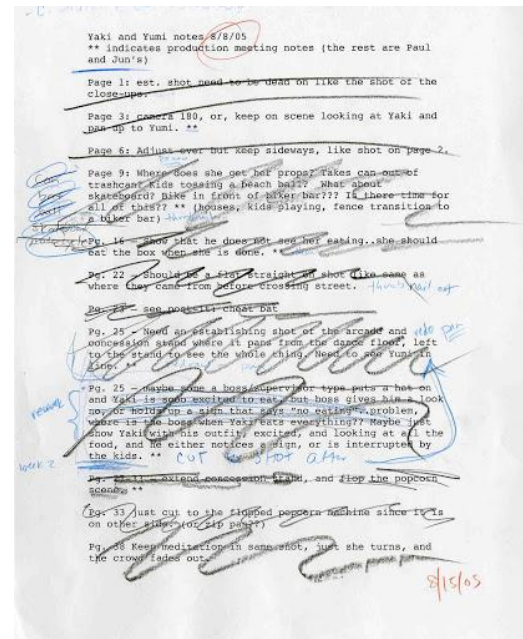 Yaki and Yumi notes 8/8/05
** indicates production meeting notes (the rest are Paul
and Jun's)
Page 1: est. shot need to be dead on like the shot of the
close-ups.
Page 3: camera 180, or, keep on scene looking at Yaki and
pan up to Yumi. **
Page 6: Adjust over but keep sideways, like shot on page 2.
Page 9: Where does she get her props? Takes can out of
trashcan? Kids tossing a beach ball? What about
skateboard? Bike in front of biker bar??? Is there time for
all of this?? ** (houses, kids playing, fence transition to
a biker bar)
Pg. 16 - Show that he does not see her eating..she should
eat the box when she is done. **
Pg. 22 - Should be a flat straight on shot like same as
where they came from before crossing street.
Pg. 23 - see post-it: cheat bat
Pg. 25 - Need an establishing shot of the arcade and
concession stand where it pans from the dance floor, left
to the stand to see the whole thing. Need to see Yumi in
line. **
Pg. 25 - maybe some a boss/supervisor type puts a hat on
and Yaki is sooo excited to eat, but boss gives him a look
no, or holds up a sign that says "no eating"..problem,
where is the boss when Yaki eats everything?? Maybe just
show Yaki with his outfit, excited, and looking at all the
food, and he either notices a sign, or is interrupted by
the kids. ** cut to shot after
week 2
extend concession stand, and flop the popcorn
scene. **
Pg. 33 Just cut to the flopped popcorn machine since it is
on other side. (or zip pan??)
Pg. 38 Keep meditation in same shot, just she turns, and
the crowd fades out.
8/15/05